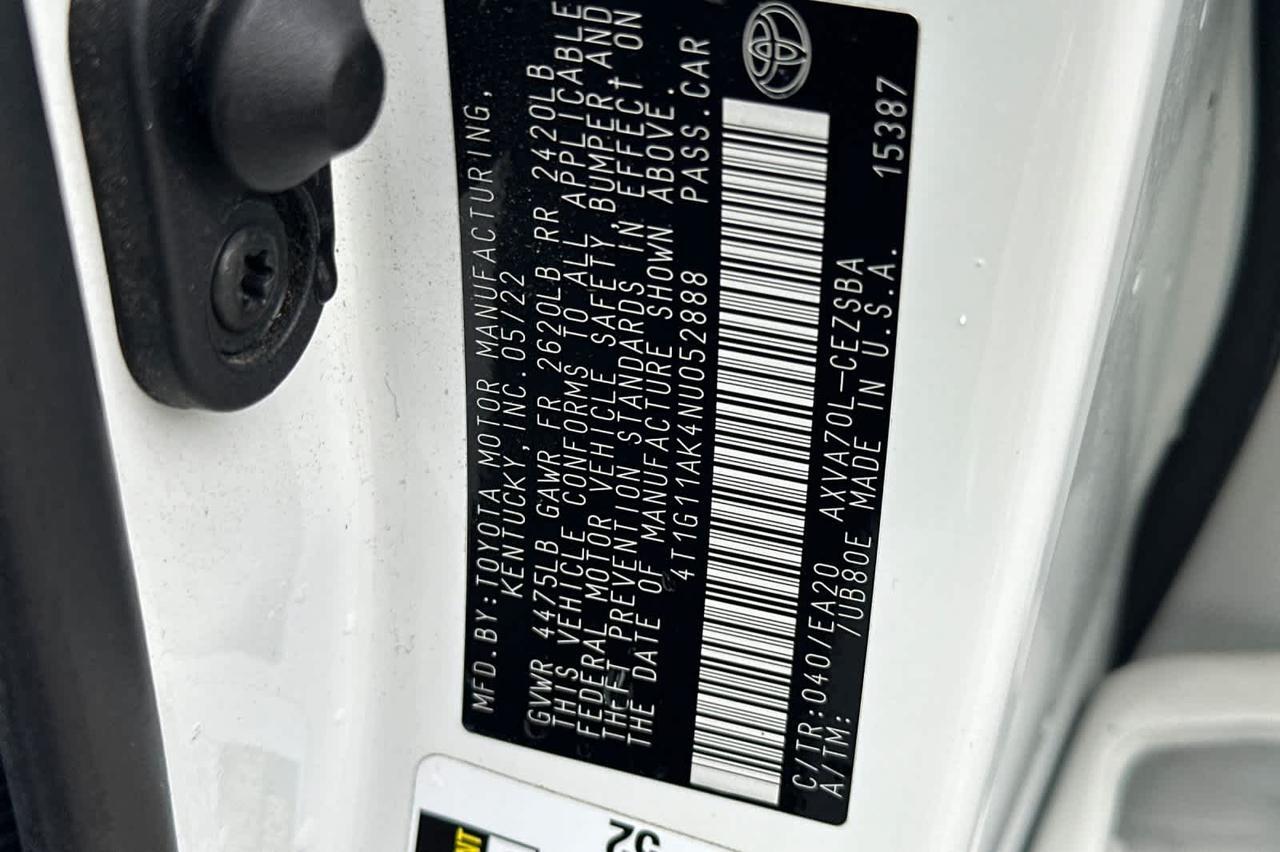 MFD.BY:TOYOTA MOTOR MANUFACTURING,
KENTUCKY,INC.05/22
GVWR 4475LB GAWR FR 2620LB RR 2420LB
THIS VEHICLE CONFORMS TO ALL APPLICABLE
FEDERAL MOTOR VEHICLE SAFETY,BUMPER,AND
THEFT PREVENTION STANDARDS IN EFFECT ON
THE DATE OF MANUFACTURE SHOWN ABOVE.
4T1G11AK4NU052888 PASS.CAR
C/TR:040/EA20 AXVA70L-CEZSBA
A/TM: /UB80E MADE IN U.S.A. 15387